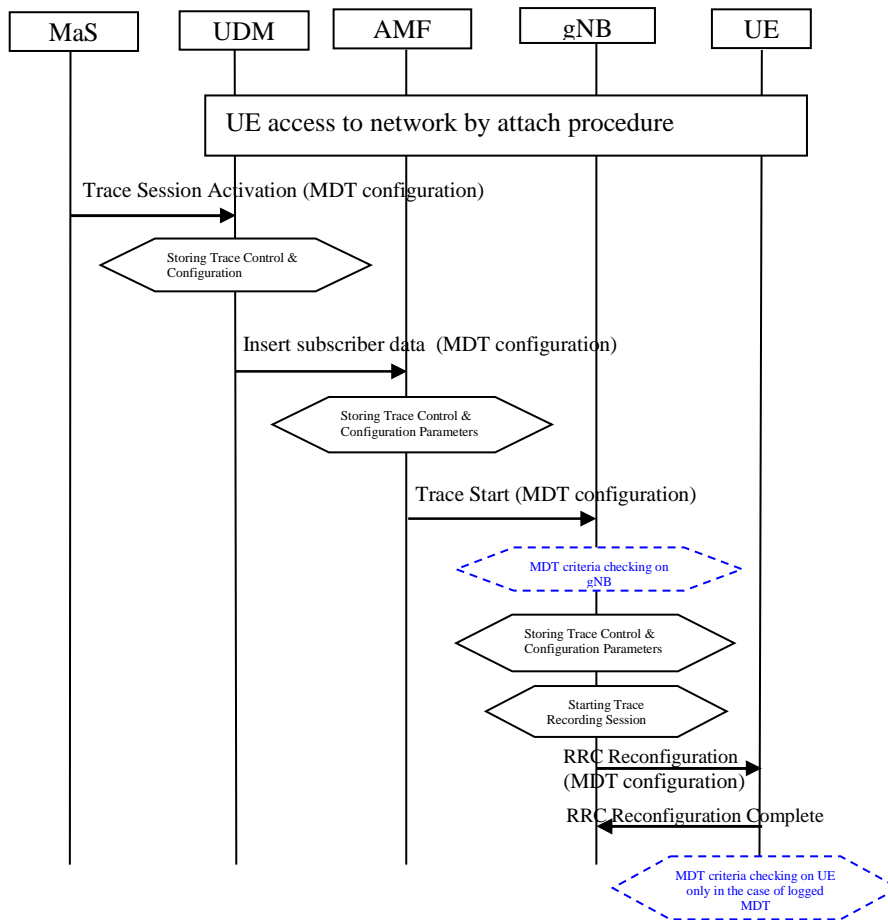 MaS
UDM
AMF
gNB
UE
UE access to network by attach procedure
Trace Session Activation (MDT configuration)
Storing Trace Control &
Configuration
Insert subscriber data (MDT configuration)
Storing Trace Control &
Configuration Parameters
Trace Start (MDT configuration)
MDT criteria checking on
gNB
Storing Trace Control &
Configuration Parameters
Starting Trace
Recording Session
RRC Reconfiguration
(MDT configuration)
RRC Reconfiguration Complete
MDT criteria checking on UE
only in the case of logged
MDT